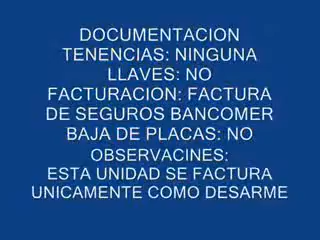 DOCUMENTACION
TENENCIAS: NINGUNA
LLAVES: NO
FACTURACION: FACTURA
DE SEGUROS BANCOMER
BAJA DE PLACAS: NO
OBSERVACINES:
ESTA UNIDAD SE FACTURA
UNICAMENTE COMO DESARME